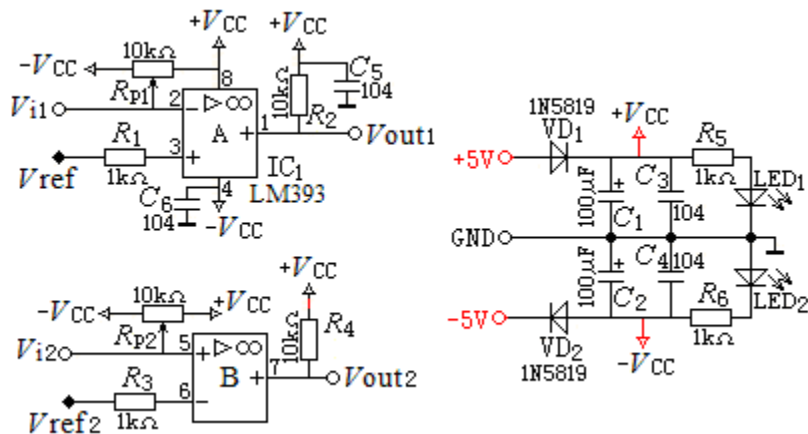 +VCC
+VCC
10kΩ
-VCC
8
C5
104
10kΩ
R2
Vi1
Rp1
2
-
▷∞
A
+
1
Vout1
R1
3
+
1kΩ
Vref
IC1
LM393
4
C6
104
-VCC
+VCC
10kΩ
-VCC
+VCC
10kΩ
R4
Vi2
Rp2
5
+
▷∞
B
+
7
Vout2
R3
6
-
1kΩ
Vref2
1N5819
VD1
+VCC
+5V
R5
1kΩ
LED1
100μF
+
C1
C3
104
GND
100μF
+
C2
C4
104
LED2
R6
1kΩ
-5V
VD2
1N5819
-VCC